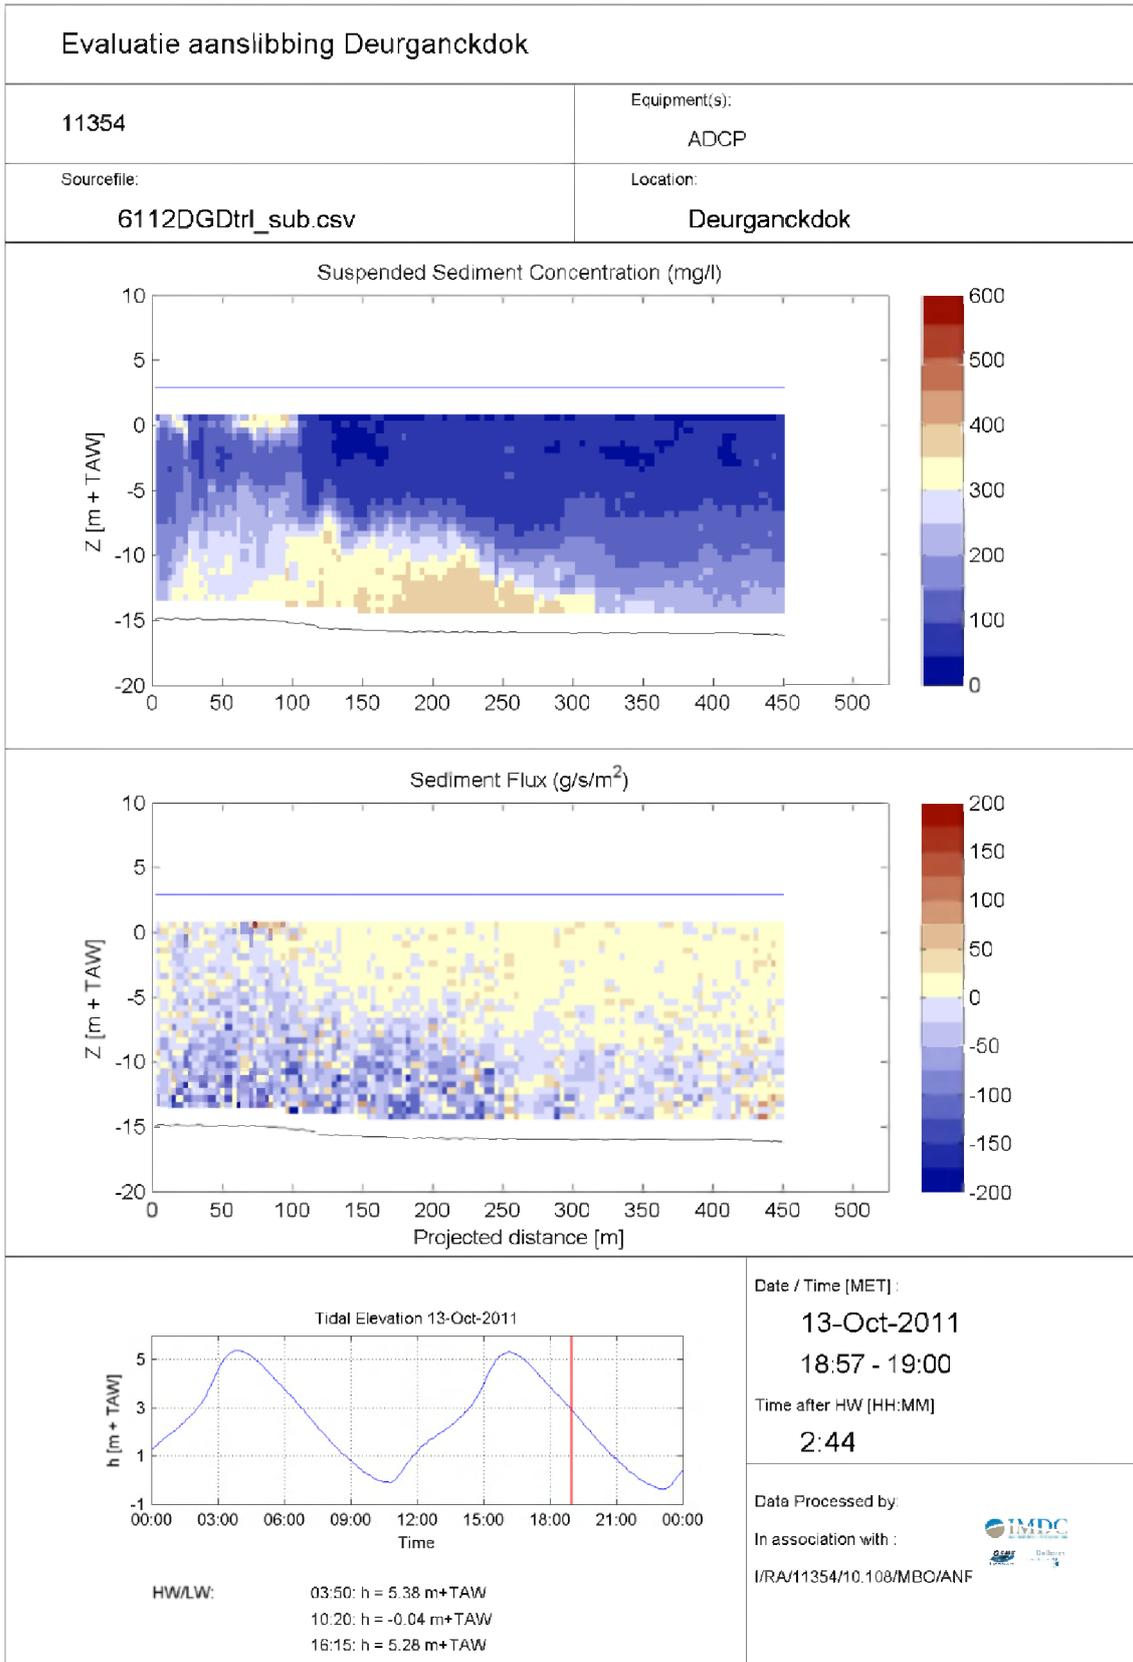 Evaluatie aanslibbing Deurganckdok
11354
Equipment(s):
ADCP
Sourcefile:
6112DGDtrl_sub.csv
Location:
Deurganckdok
Suspended Sediment Concentration (mg/l)
Z [m + TAW]
10
5
0
-5
-10
-15
-20
0 50 100 150 200 250 300 350 400 450 500
600
500
400
300
200
100
0
Sediment Flux (g/s/m²)
Z [m + TAW]
10
5
0
-5
-10
-15
-20
0 50 100 150 200 250 300 350 400 450 500
Projected distance [m]
200
150
100
50
0
-50
-100
-150
-200
Tidal Elevation 13-Oct-2011
h [m + TAW]
5
3
1
-1
00:00 03:00 06:00 09:00 12:00 15:00 18:00 21:00 00:00
Time
HW/LW:
03:50: h = 5.38 m+TAW
10:20: h = -0.04 m+TAW
16:15: h = 5.28 m+TAW
Date / Time [MET] :
13-Oct-2011
18:57 - 19:00
Time after HW [HH:MM]
2:44
Data Processed by:
IMDC
In association with :
I/RA/11354/10.108/MBO/ANF